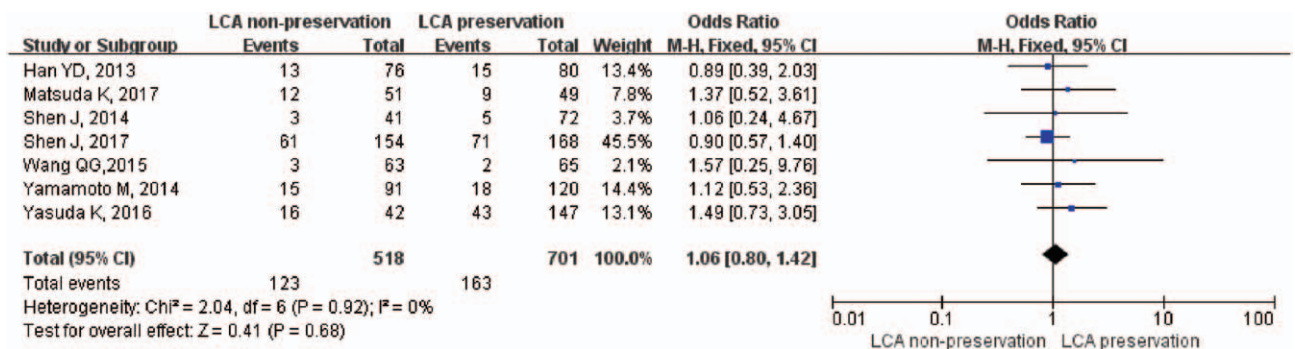 LCA non-preservation LCA preservation Odds Ratio Odds Ratio
Study or Subgroup Events Total Events Total Weight M-H, Fixed, 95% CI M-H, Fixed, 95% CI
Han YD, 2013 13 76 15 80 13.4% 0.89 [0.39, 2.03]
Matsuda K, 2017 12 51 9 49 7.8% 1.37 [0.52, 3.61]
Shen J, 2014 3 41 5 72 3.7% 1.06 [0.24, 4.67]
Shen J, 2017 61 154 71 168 45.5% 0.90 [0.57, 1.40]
Wang QG,2015 3 63 2 65 2.1% 1.57 [0.25, 9.76]
Yamamoto M, 2014 15 91 18 120 14.4% 1.12 [0.53, 2.36]
Yasuda K, 2016 16 42 43 147 13.1% 1.49 [0.73, 3.05]
Total (95% CI) 518 701 100.0% 1.06 [0.80, 1.42]
Total events 123 163
Heterogeneity: Chi² = 2.04, df = 6 (P = 0.92); I² = 0%
Test for overall effect: Z = 0.41 (P = 0.68)
0.01 0.1 1 10 100
LCA non-preservation LCA preservation